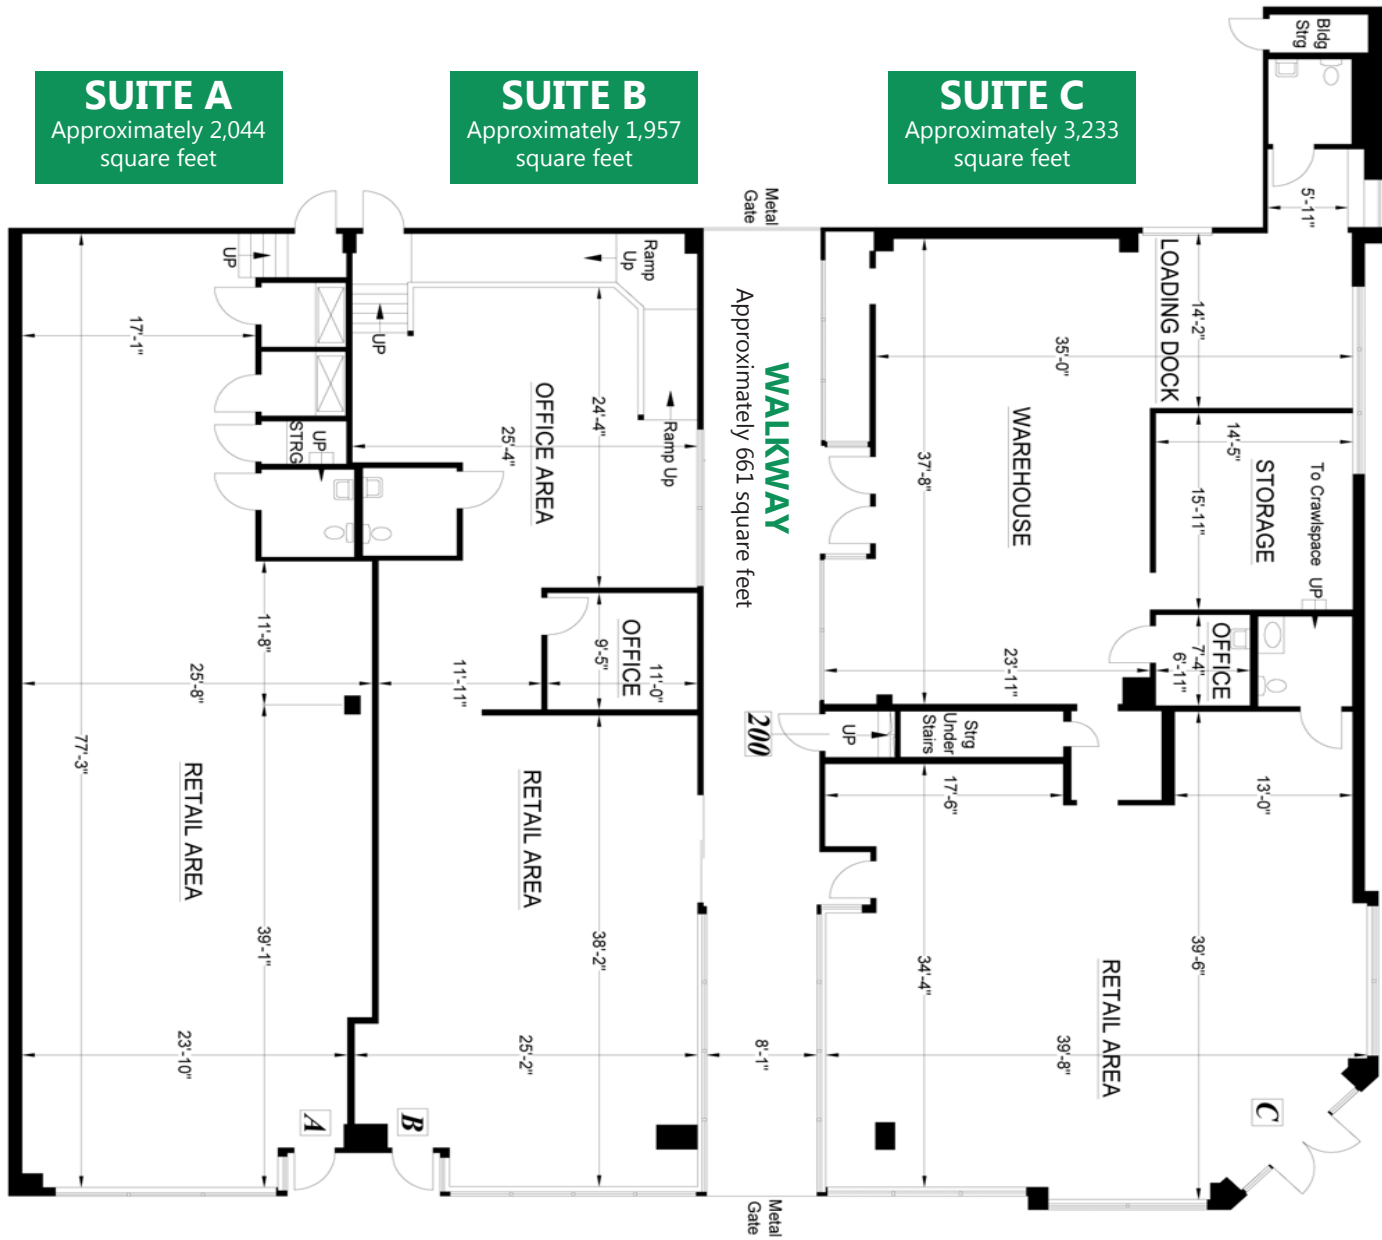 SUITE A
Approximately 2,044
square feet
SUITE B
Approximately 1,957
square feet
SUITE C
Approximately 3,233
square feet
Bldg
Strg
5'-11"
Metal
Gate
UP
17'-1"
UP
STRG
11'-8"
25'-8"
77'-3"
RETAIL AREA
39'-1"
23'-10"
A
Ramp
Up
UP
24'-4"
OFFICE AREA
25'-4"
Ramp Up
OFFICE
9'-5"
11'-0"
11'-11"
RETAIL AREA
38'-2"
25'-2"
B
WALKWAY
Approximately 661 square feet
200
8'-1"
Metal
Gate
LOADING DOCK
14'-2"
35'-0"
WAREHOUSE
37'-8"
14'-5"
STORAGE
To Crawlspace
UP
15'-11"
OFFICE
7'-4"
6'-11"
23'-11"
UP
Strg
Under
Stairs
17'-6"
13'-0"
39'-6"
34'-4"
RETAIL AREA
39'-8"
C